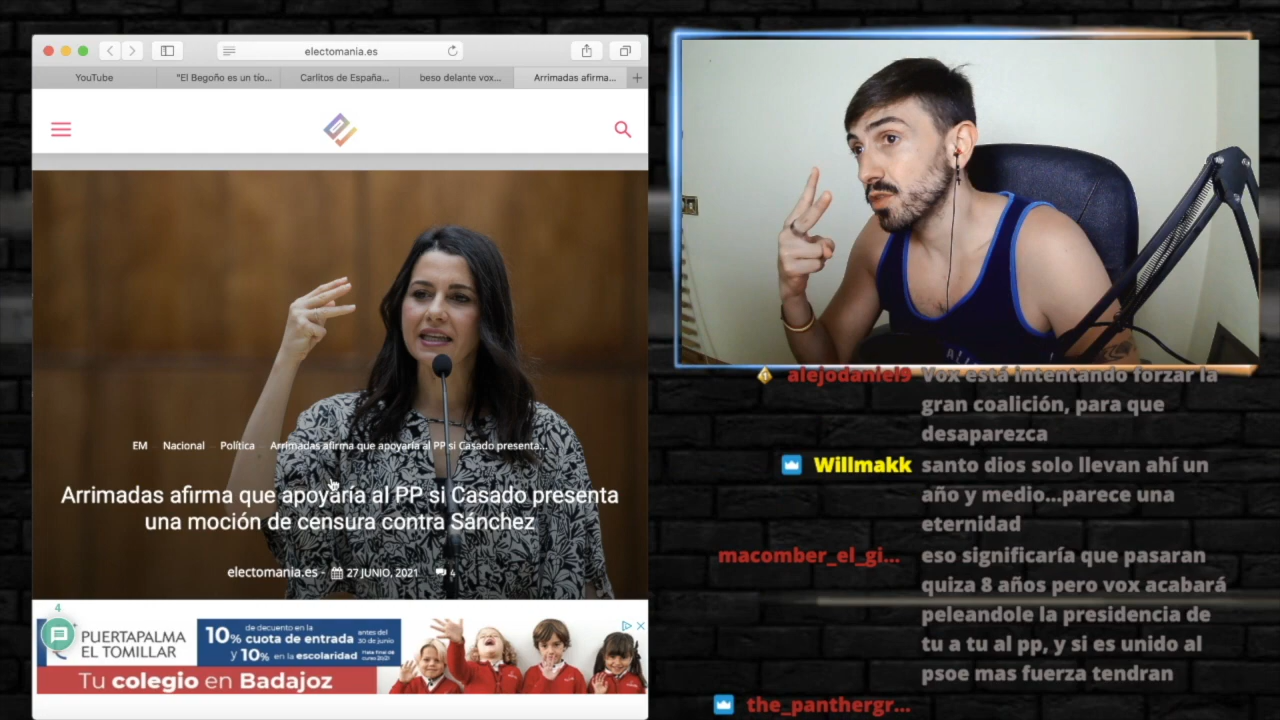 electomania.es
YouTube
"El Begoño es un tío...
Carlitos de España...
beso delante vox...
Arrimadas afirma...
EM Nacional Política Arrimadas afirma que apoyaría al PP si Casado presenta...
Arrimadas afirma que apoyaría al PP si Casado presenta
una moción de censura contra Sánchez
electomania.es - 27 JUNIO, 2021 4
4
PUERTAPALMA
EL TOMILLAR
de descuento en la
10% cuota de entrada
antes del
30 de junio
y 10% en la escolaridad
Tu colegio en Badajoz
alejodaniel9 Vox está intentando forzar la
gran coalición, para que
desaparezca
Willmakk santo dios solo llevan ahí un
año y medio...parece una
eternidad
macomber_el_gi... eso significaría que pasaran
quiza 8 años pero vox acabará
peleandole la presidencia de
tu a tu al pp, y si es unido al
psoe mas fuerza tendran
the_panthergr...